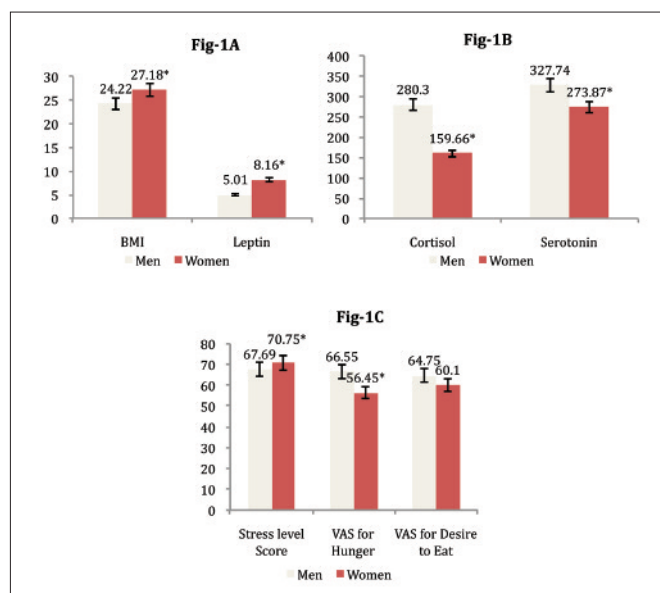 Fig-1A
30
25
20
15
10
5
0
24.22
27.18*
5.01
8.16*
BMI
Leptin
Men
Women
Fig-1B
400
350
300
250
200
150
100
50
0
280.3
159.66*
327.74
273.87*
Cortisol
Serotonin
Men
Women
Fig-1C
80
70
60
50
40
30
20
10
0
67.69
70.75*
66.55
56.45*
64.75
60.1
Stress level
Score
VAS for
Hunger
VAS for Desire
to Eat
Men
Women